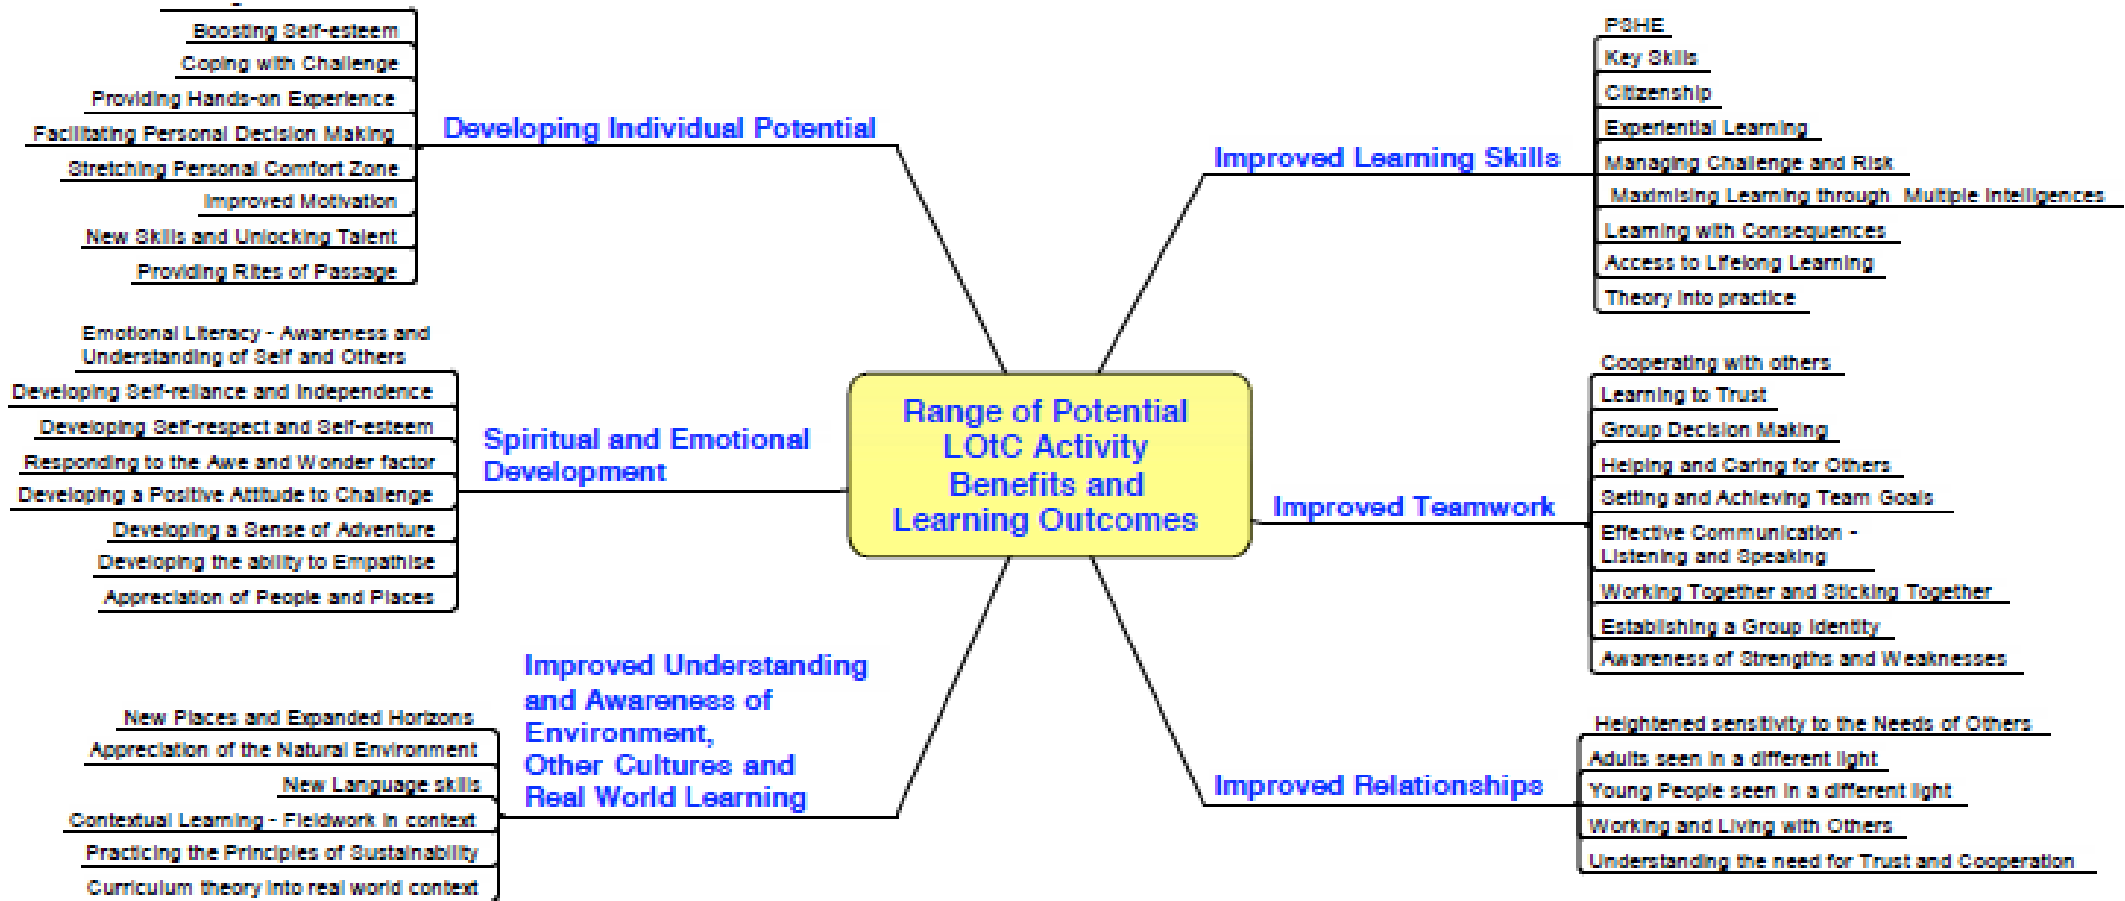 Boosting Self-esteem
Coping with Challenge
Providing Hands-on Experience
Facilitating Personal Decision Making
Stretching Personal Comfort Zone
Improved Motivation
New Skills and Unlocking Talent
Providing Rites of Passage
Developing Individual Potential
Emotional Literacy - Awareness and
Understanding of Self and Others
Developing Self-reliance and Independence
Developing Self-respect and Self-esteem
Responding to the Awe and Wonder factor
Developing a Positive Attitude to Challenge
Developing a Sense of Adventure
Developing the ability to Empathise
Appreciation of People and Places
Spiritual and Emotional
Development
New Places and Expanded Horizons
Appreciation of the Natural Environment
New Language skills
Contextual Learning - Fieldwork in context
Practicing the Principles of Sustainability
Curriculum theory into real world context
Improved Understanding
and Awareness of
Environment,
Other Cultures and
Real World Learning
Range of Potential
LOtC Activity
Benefits and
Learning Outcomes
Improved Learning Skills
PSHE
Key Skills
Citizenship
Experiential Learning
Managing Challenge and Risk
Maximising Learning through Multiple Intelligences
Learning with Consequences
Access to Lifelong Learning
Theory into practice
Improved Teamwork
Cooperating with others
Learning to Trust
Group Decision Making
Helping and Caring for Others
Setting and Achieving Team Goals
Effective Communication -
Listening and Speaking
Working Together and Sticking Together
Establishing a Group Identity
Awareness of Strengths and Weaknesses
Improved Relationships
Heightened sensitivity to the Needs of Others
Adults seen in a different light
Young People seen in a different light
Working and Living with Others
Understanding the need for Trust and Cooperation